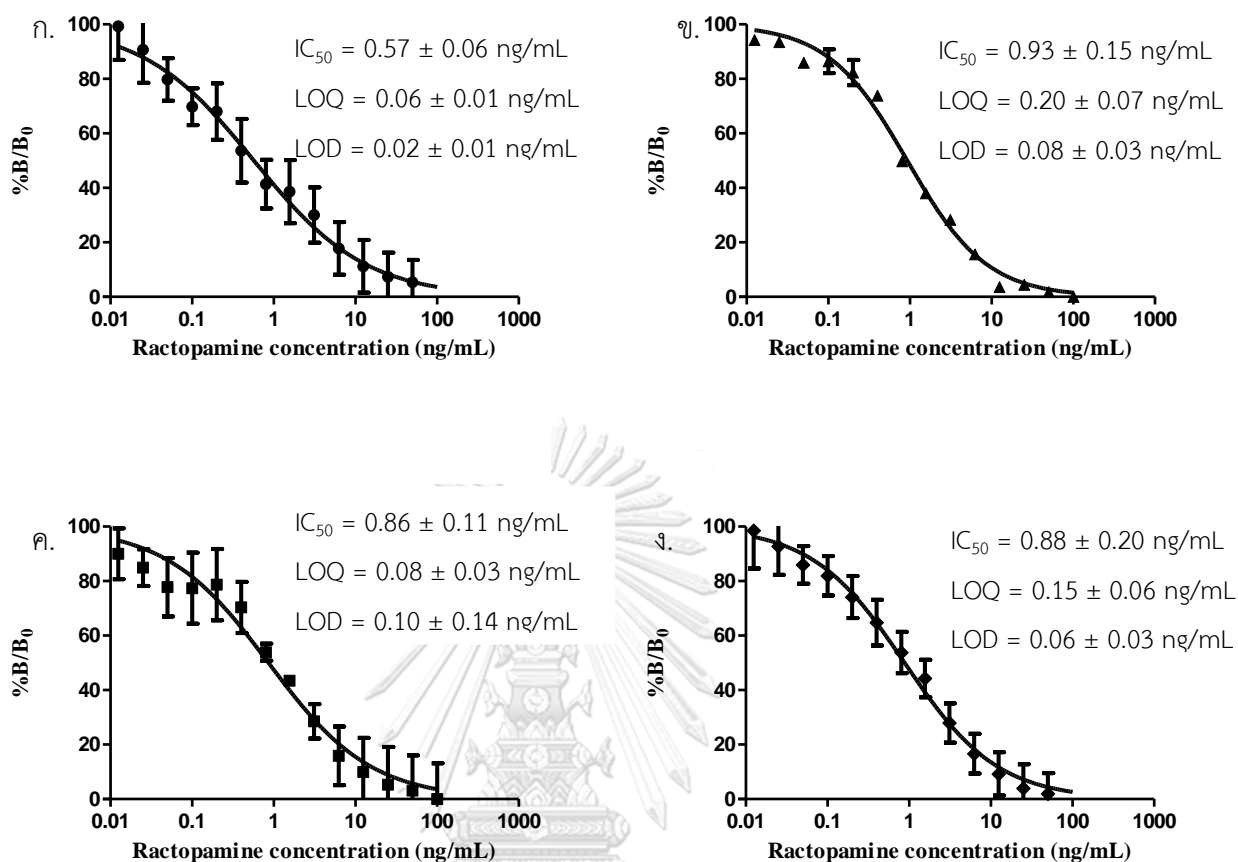 ก.
100
80
60
40
20
0
%B/B₀
IC₅₀ = 0.57 ± 0.06 ng/mL
LOQ = 0.06 ± 0.01 ng/mL
LOD = 0.02 ± 0.01 ng/mL
0.01 0.1 1 10 100 1000
Ractopamine concentration (ng/mL)
ข.
100
80
60
40
20
0
%B/B₀
IC₅₀ = 0.93 ± 0.15 ng/mL
LOQ = 0.20 ± 0.07 ng/mL
LOD = 0.08 ± 0.03 ng/mL
0.01 0.1 1 10 100 1000
Ractopamine concentration (ng/mL)
ค.
100
80
60
40
20
0
%B/B₀
IC₅₀ = 0.86 ± 0.11 ng/mL
LOQ = 0.08 ± 0.03 ng/mL
LOD = 0.10 ± 0.14 ng/mL
0.01 0.1 1 10 100 1000
Ractopamine concentration (ng/mL)
ง.
100
80
60
40
20
0
%B/B₀
IC₅₀ = 0.88 ± 0.20 ng/mL
LOQ = 0.15 ± 0.06 ng/mL
LOD = 0.06 ± 0.03 ng/mL
0.01 0.1 1 10 100 1000
Ractopamine concentration (ng/mL)